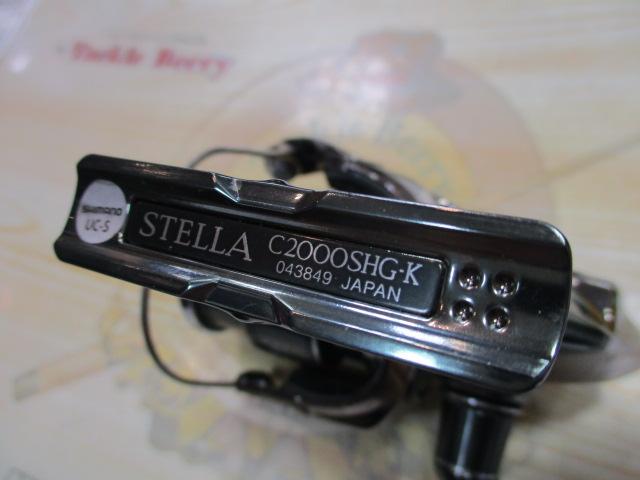 Tackle Berry
SHIMANO
UC-S
STELLA C2000SHG-K
043849 JAPAN